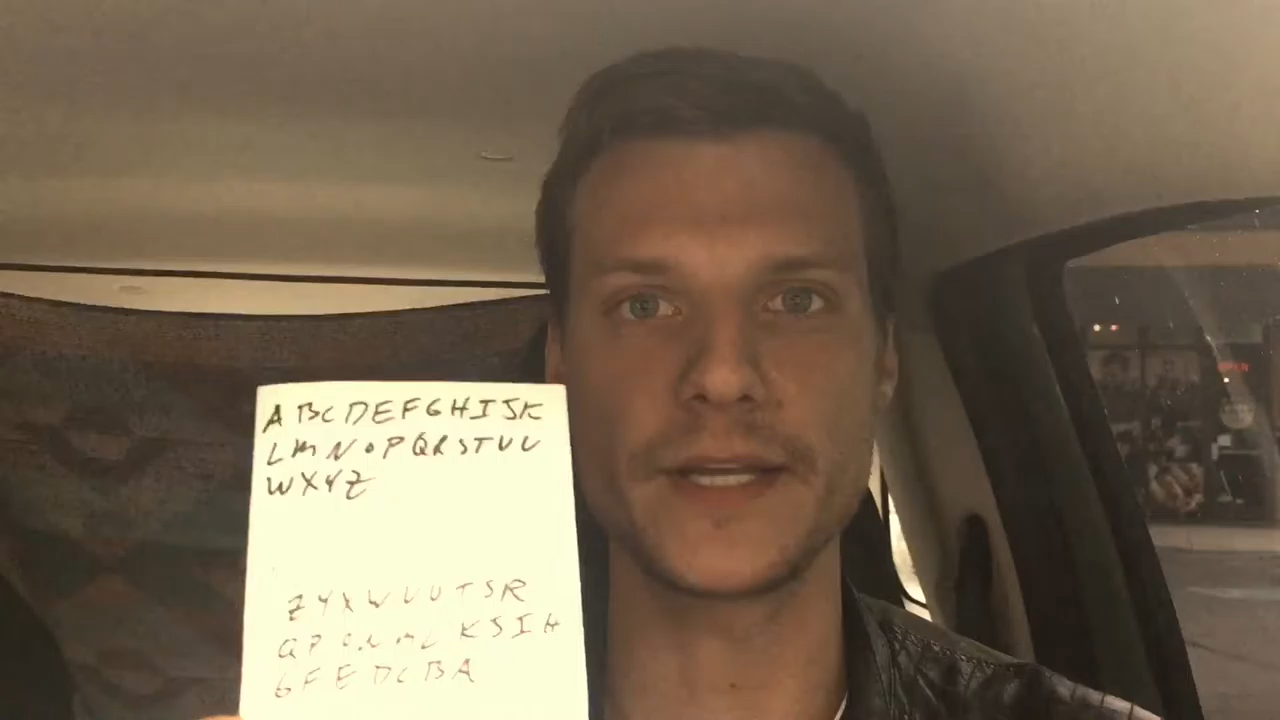 ABCDEFGHIJK
LMNOPQRSTUV
WXYZ
ZYXWVUTSR
QPONMLKJIH
GFEDCBA